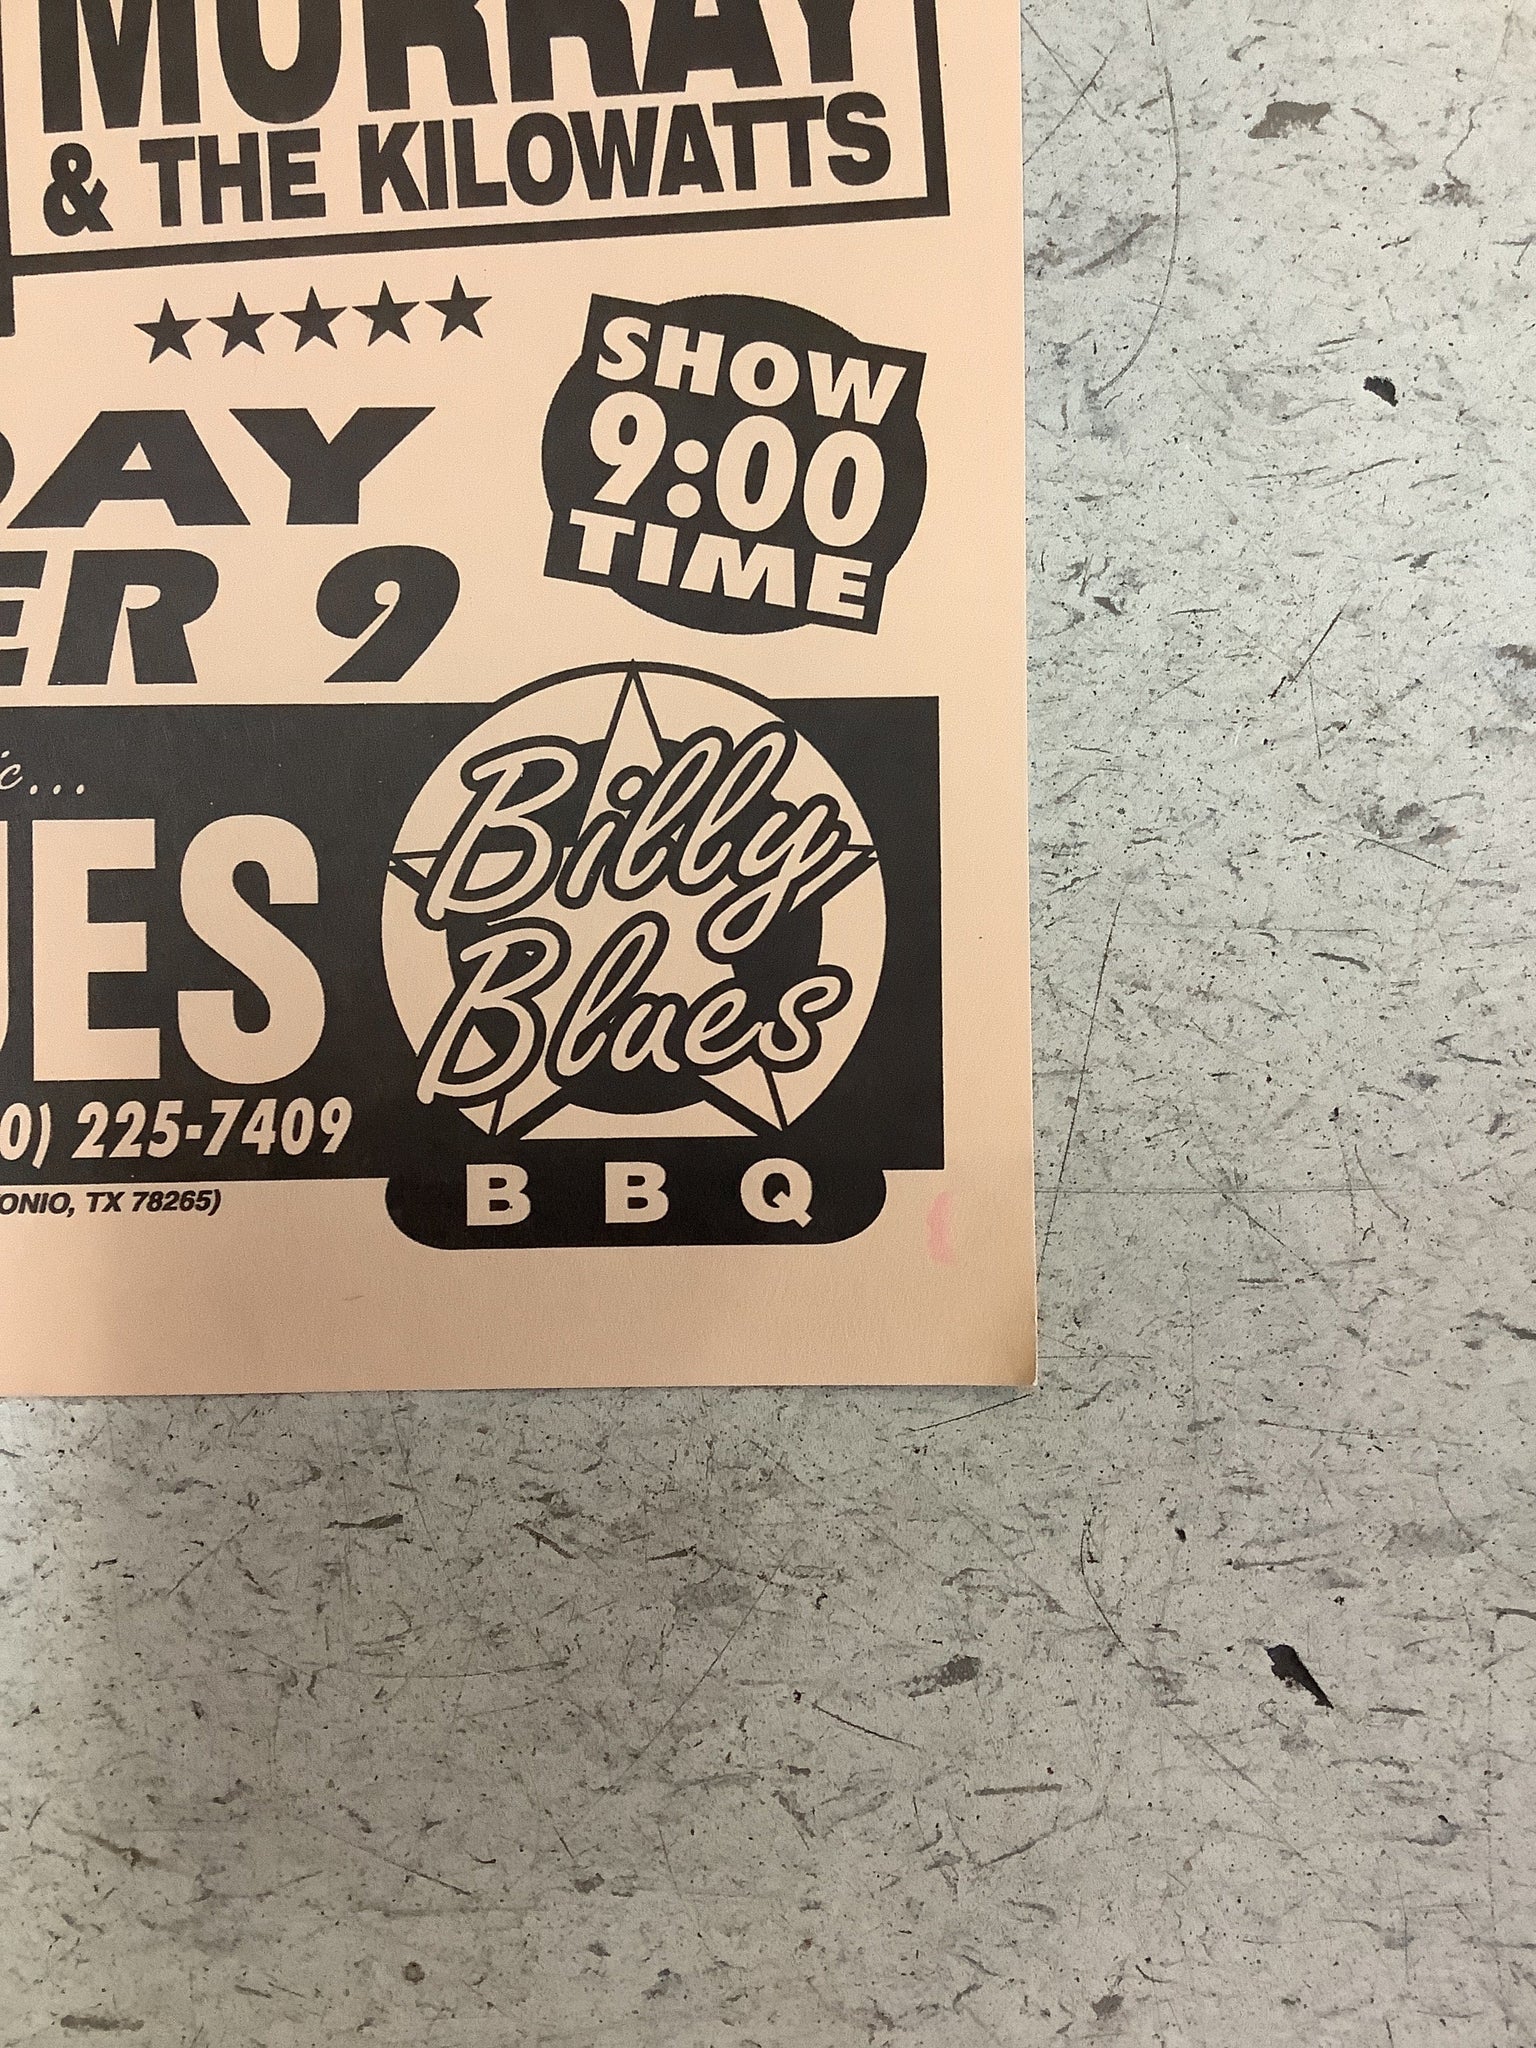 MURRAY
& THE KILOWATTS
SHOW
9:00
TIME
DAY
ER 9
c...
UES
0) 225-7409
ONIO, TX 78265)
Billy
Blues
BBQ